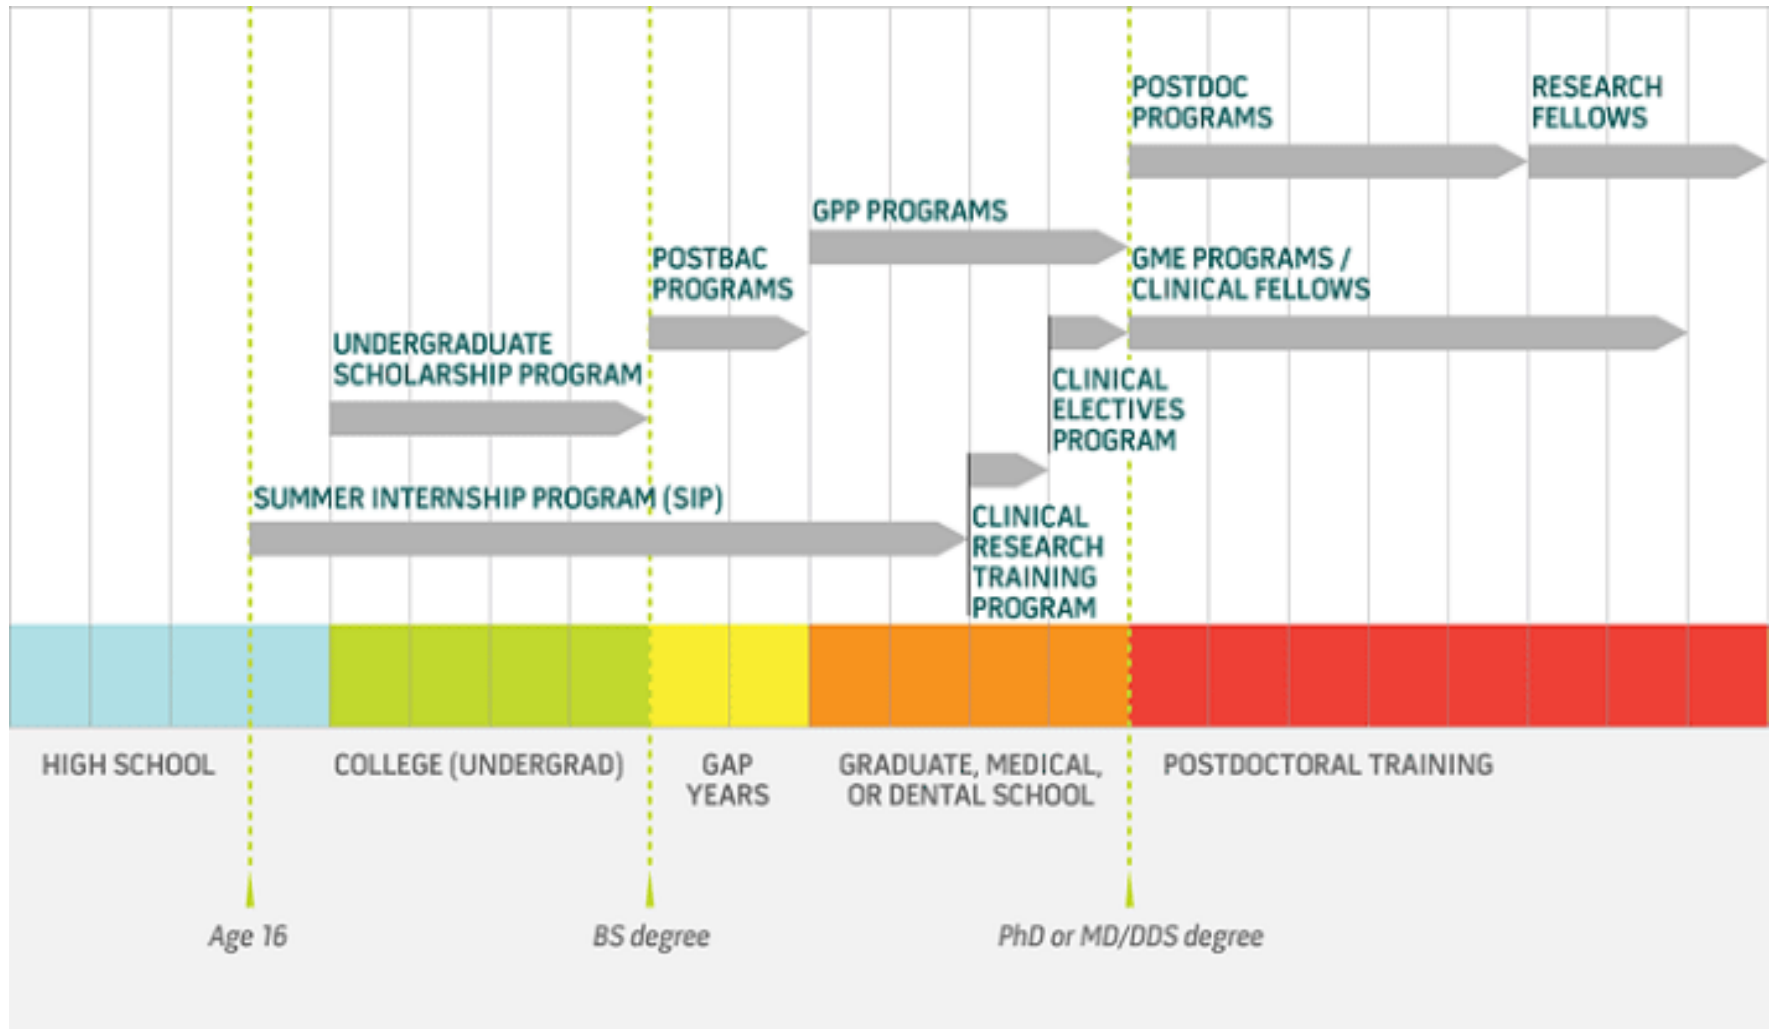 POSTDOC
PROGRAMS
RESEARCH
FELLOWS
GPP PROGRAMS
POSTBAC
PROGRAMS
GME PROGRAMS /
CLINICAL FELLOWS
UNDERGRADUATE
SCHOLARSHIP PROGRAM
CLINICAL
ELECTIVES
PROGRAM
SUMMER INTERNSHIP PROGRAM (SIP)
CLINICAL
RESEARCH
TRAINING
PROGRAM
HIGH SCHOOL
COLLEGE (UNDERGRAD)
GAP
YEARS
GRADUATE, MEDICAL,
OR DENTAL SCHOOL
POSTDOCTORAL TRAINING
Age 16
BS degree
PhD or MD/DDS degree